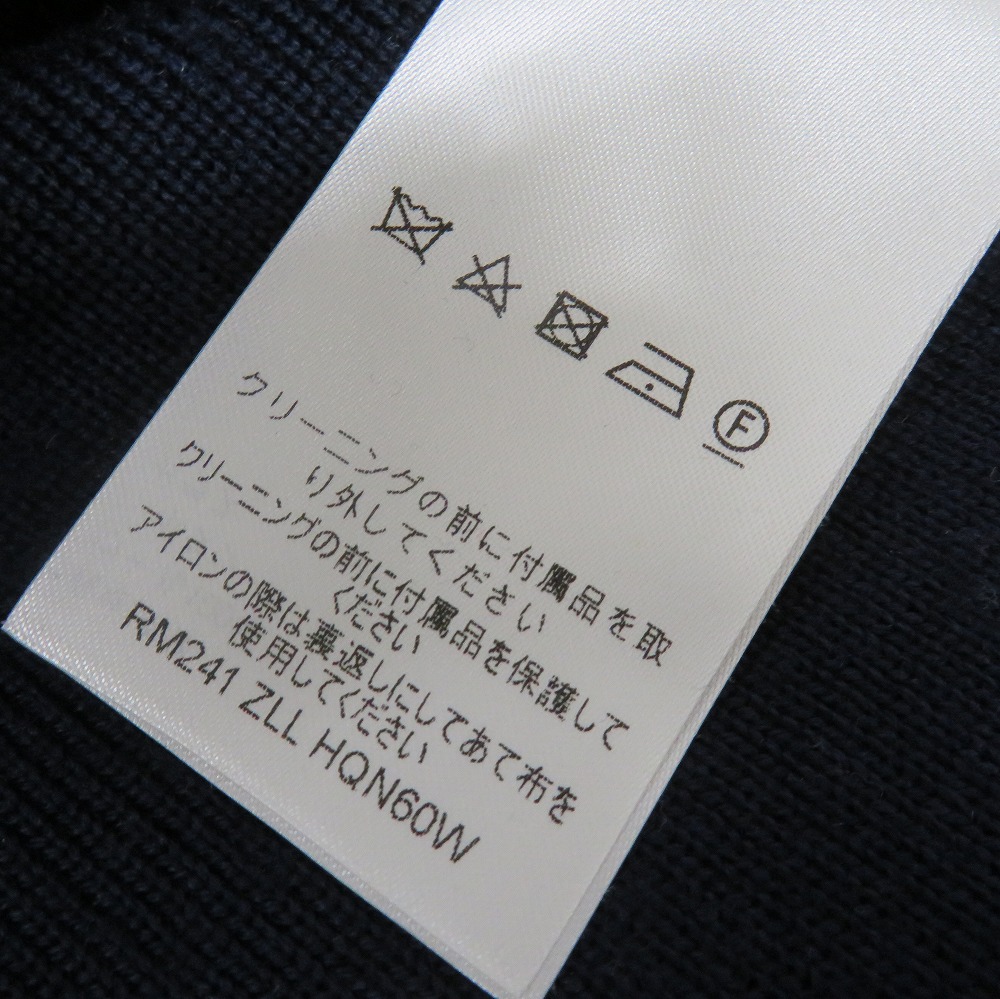 F
クリーニングの前に付属品を取
り外してください
クリーニングの前に付属品を保護して
ください
アイロンの際は裏返しにしてあて布を
使用してください
RM241 ZLL HQN60W